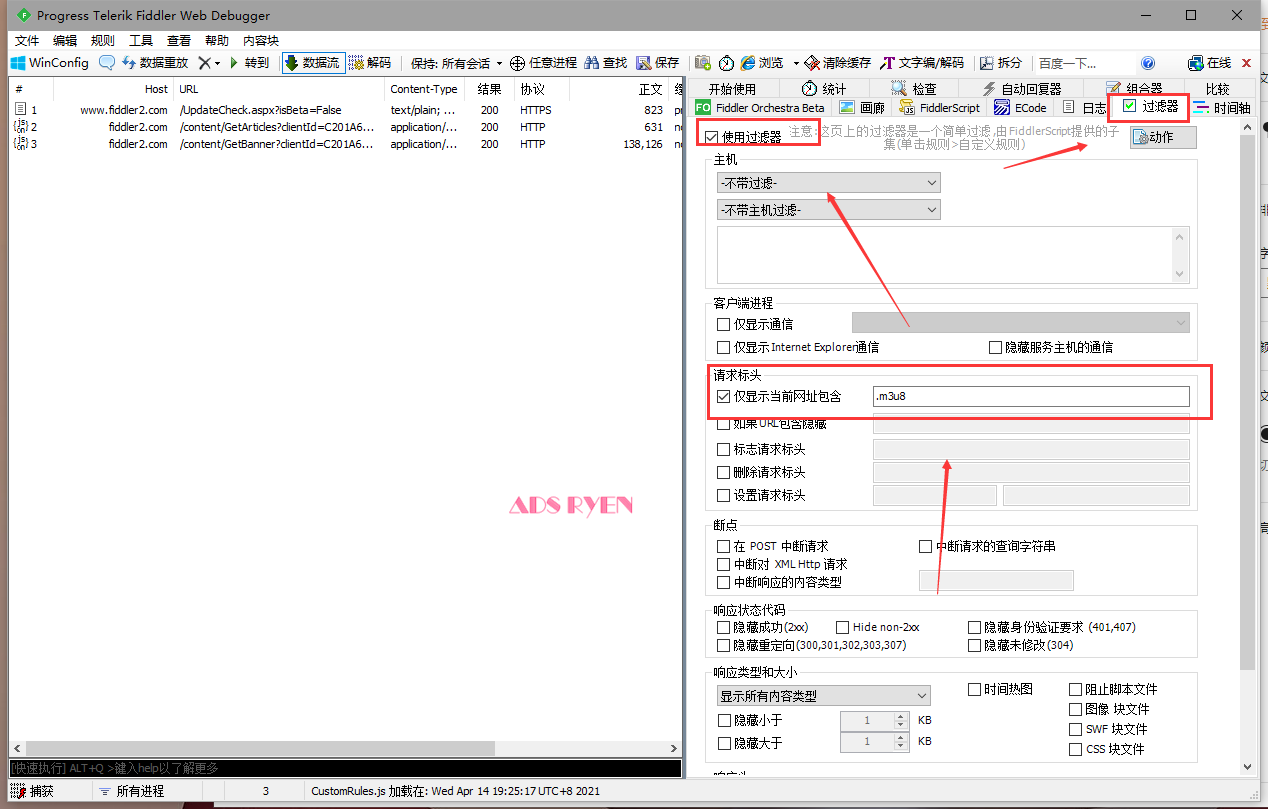 Progress Telerik Fiddler Web Debugger
文件 编辑 规则 工具 查看 帮助 内容块
WinConfig 数据重放 转到 数据流 解码 保持: 所有会话 任意进程 查找 保存 浏览 清除缓存 文字编/解码 拆分 百度一下... 在线
# Host URL Content-Type 结果 协议 正文
1 www.fiddler2.com /UpdateCheck.aspx?isBeta=False text/plain; ... 200 HTTPS 823
2 fiddler2.com /content/GetArticles?clientId=C201A6... application/... 200 HTTP 631
3 fiddler2.com /content/GetBanner?clientId=C201A6... application/... 200 HTTP 138,126
开始使用 统计 检查 自动回复器 组合器 比较
Fiddler Orchestra Beta 画廊 FiddlerScript ECode 日志 过滤器 时间轴
使用过滤器 注意:这页上的过滤器是一个简单过滤,由FiddlerScript提供的子
集(单击规则>自定义规则)
动作
主机
-不带过滤-
-不带主机过滤-
客户端进程
仅显示通信
仅显示 Internet Explorer通信 隐藏服务主机的通信
请求标头
仅显示当前网址包含 .m3u8
如果 URL包含隐藏
标志请求标头
删除请求标头
设置请求标头
ADS RYEN
断点
在 POST 中断请求 中断请求的查询字符串
中断对 XML Http 请求
中断响应的内容类型
响应状态代码
隐藏成功(2xx) Hide non-2xx 隐藏身份验证要求 (401,407)
隐藏重定向(300,301,302,303,307) 隐藏未修改(304)
响应类型和大小
显示所有内容类型 时间热图 阻止脚本文件
隐藏小于 1 KB 图像 块文件
隐藏大于 1 KB SWF 块文件
CSS 块文件
[快速执行] ALT+Q >键入help以了解更多
捕获 所有进程 3 CustomRules.js 加载在: Wed Apr 14 19:25:17 UTC+8 2021